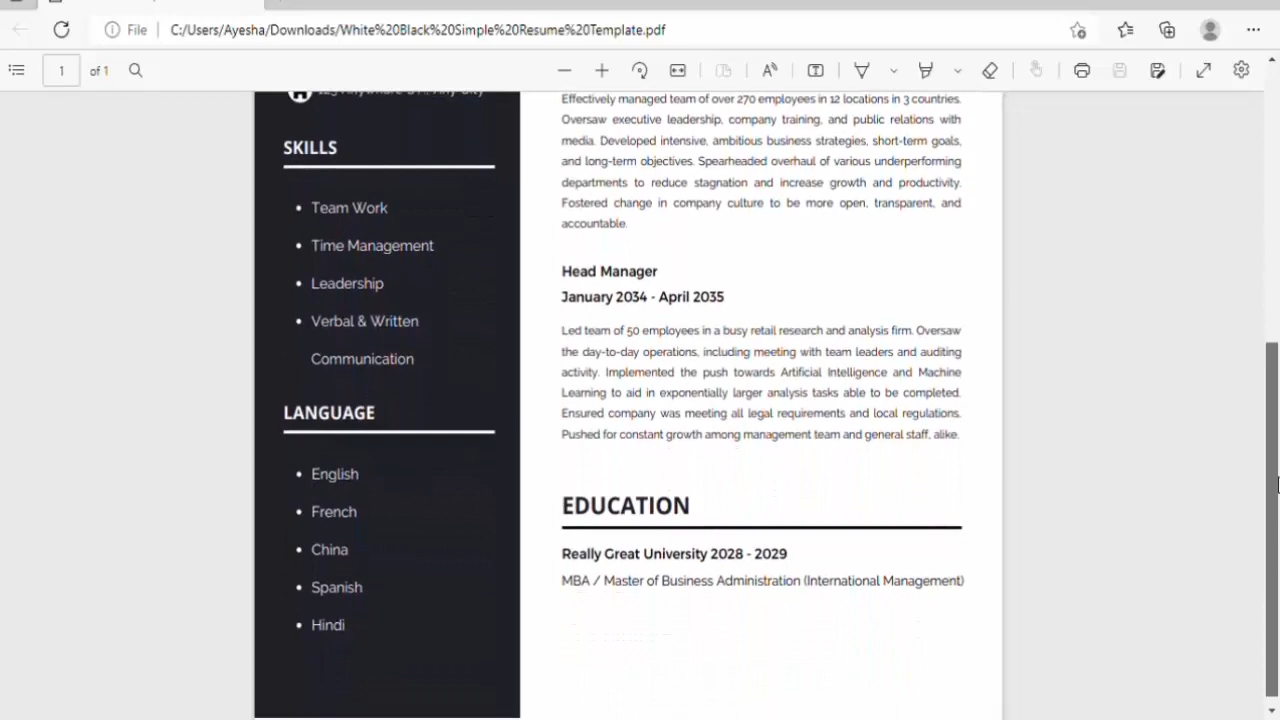 File
C:/Users/Ayesha/Downloads/White%20Black%20Simple%20Resume%20Template.pdf
1 of 1
SKILLS
• Team Work
• Time Management
• Leadership
• Verbal & Written
Communication
LANGUAGE
• English
• French
• China
• Spanish
• Hindi
Effectively managed team of over 270 employees in 12 locations in 3 countries.
Oversaw executive leadership, company training, and public relations with
media. Developed intensive, ambitious business strategies, short-term goals,
and long-term objectives. Spearheaded overhaul of various underperforming
departments to reduce stagnation and increase growth and productivity.
Fostered change in company culture to be more open, transparent, and
accountable.
Head Manager
January 2034 - April 2035
Led team of 50 employees in a busy retail research and analysis firm. Oversaw
the day-to-day operations, including meeting with team leaders and auditing
activity. Implemented the push towards Artificial Intelligence and Machine
Learning to aid in exponentially larger analysis tasks able to be completed.
Ensured company was meeting all legal requirements and local regulations.
Pushed for constant growth among management team and general staff, alike.
EDUCATION
Really Great University 2028 - 2029
MBA / Master of Business Administration (International Management)